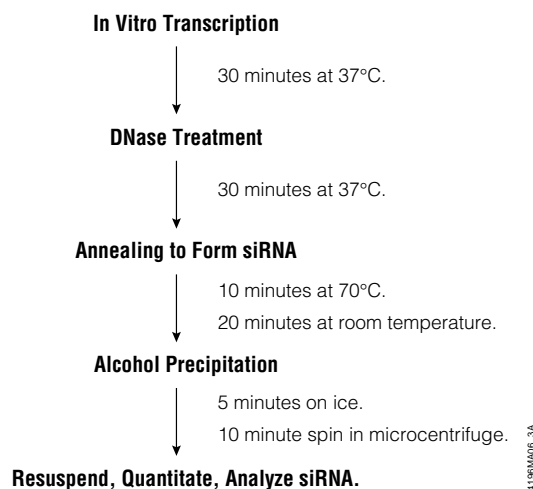 In Vitro Transcription
30 minutes at 37°C.
DNase Treatment
30 minutes at 37°C.
Annealing to Form siRNA
10 minutes at 70°C.
20 minutes at room temperature.
Alcohol Precipitation
5 minutes on ice.
10 minute spin in microcentrifuge.
Resuspend, Quantitate, Analyze siRNA.
4196MA06_3A